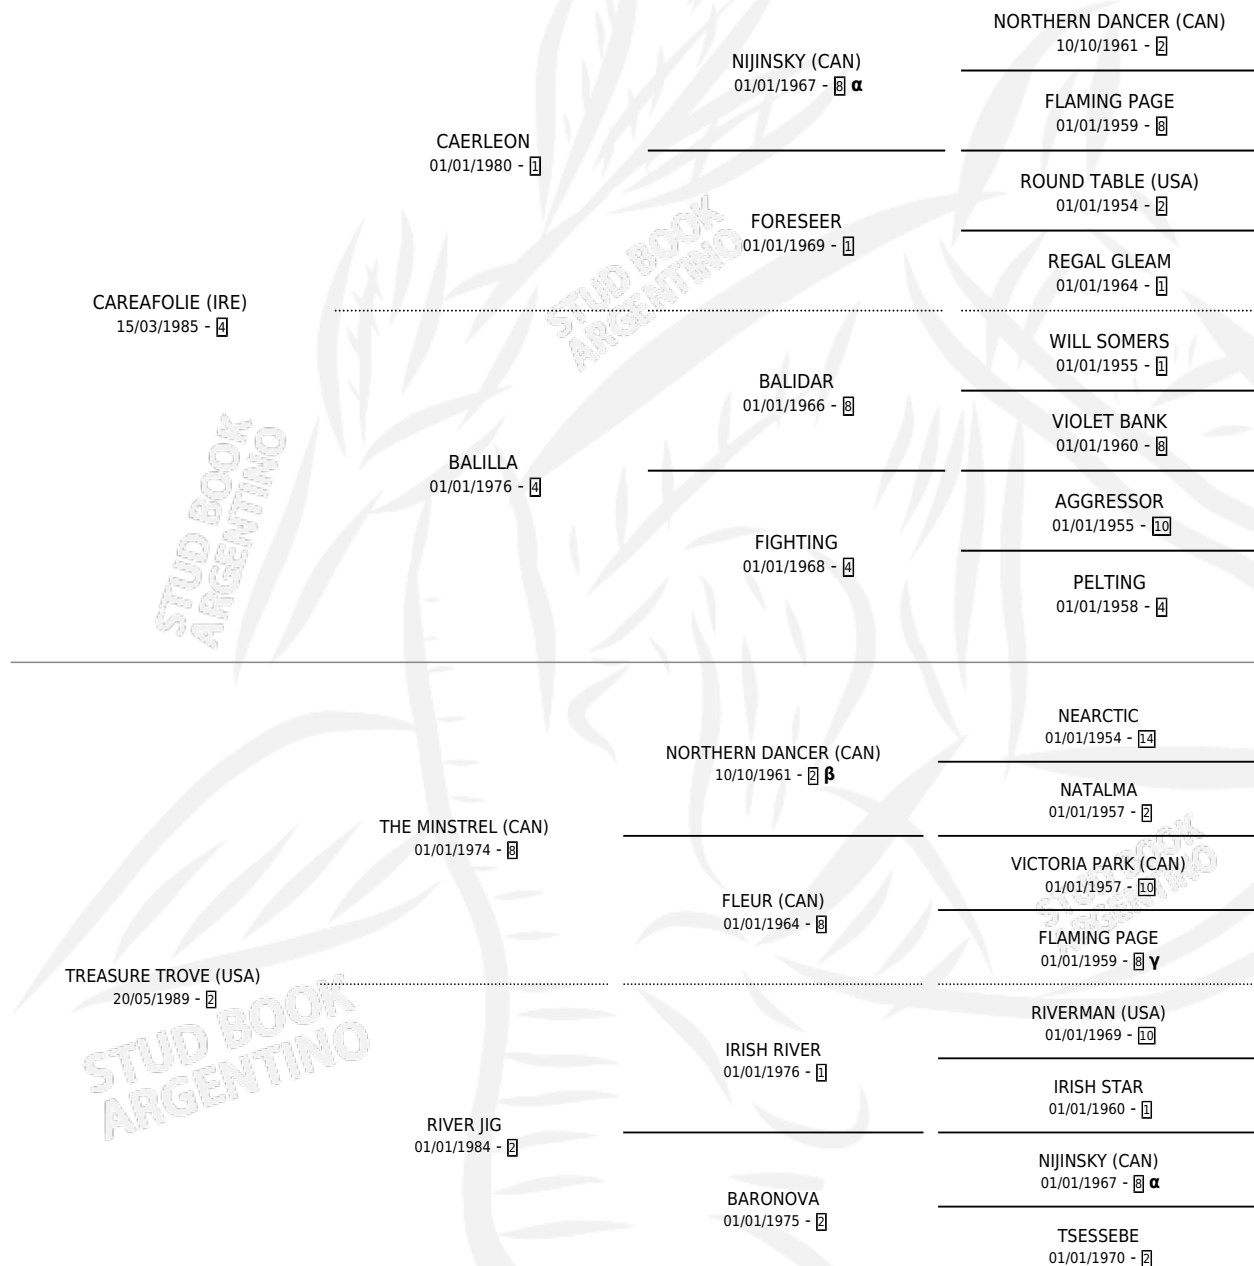 NORTHERN DANCER (CAN)
10/10/1961 - 2
NIJINSKY (CAN)
01/01/1967 - 8 α
FLAMING PAGE
01/01/1959 - 8
CAERLEON
01/01/1980 - 1
ROUND TABLE (USA)
01/01/1954 - 2
FORESEER
01/01/1969 - 1
REGAL GLEAM
01/01/1964 - 1
CAREAFOLIE (IRE)
15/03/1985 - 4
WILL SOMERS
01/01/1955 - 1
BALIDAR
01/01/1966 - 8
VIOLET BANK
01/01/1960 - 8
BALILLA
01/01/1976 - 4
AGGRESSOR
01/01/1955 - 10
FIGHTING
01/01/1968 - 4
PELTING
01/01/1958 - 4
STUD BOOK
ARGENTINO
STUD BOOK
ARGENTINO
NEARCTIC
01/01/1954 - 14
NORTHERN DANCER (CAN)
10/10/1961 - 2 β
NATALMA
01/01/1957 - 2
THE MINSTREL (CAN)
01/01/1974 - 8
VICTORIA PARK (CAN)
01/01/1957 - 10
FLEUR (CAN)
01/01/1964 - 8
FLAMING PAGE
01/01/1959 - 8 γ
TREASURE TROVE (USA)
20/05/1989 - 2
RIVERMAN (USA)
01/01/1969 - 10
IRISH RIVER
01/01/1976 - 1
IRISH STAR
01/01/1960 - 1
RIVER JIG
01/01/1984 - 2
NIJINSKY (CAN)
01/01/1967 - 8 α
BARONOVA
01/01/1975 - 2
TSESSEBE
01/01/1970 - 2
STUD BOOK
ARGENTINO
STUD BOOK
ARGENTINO